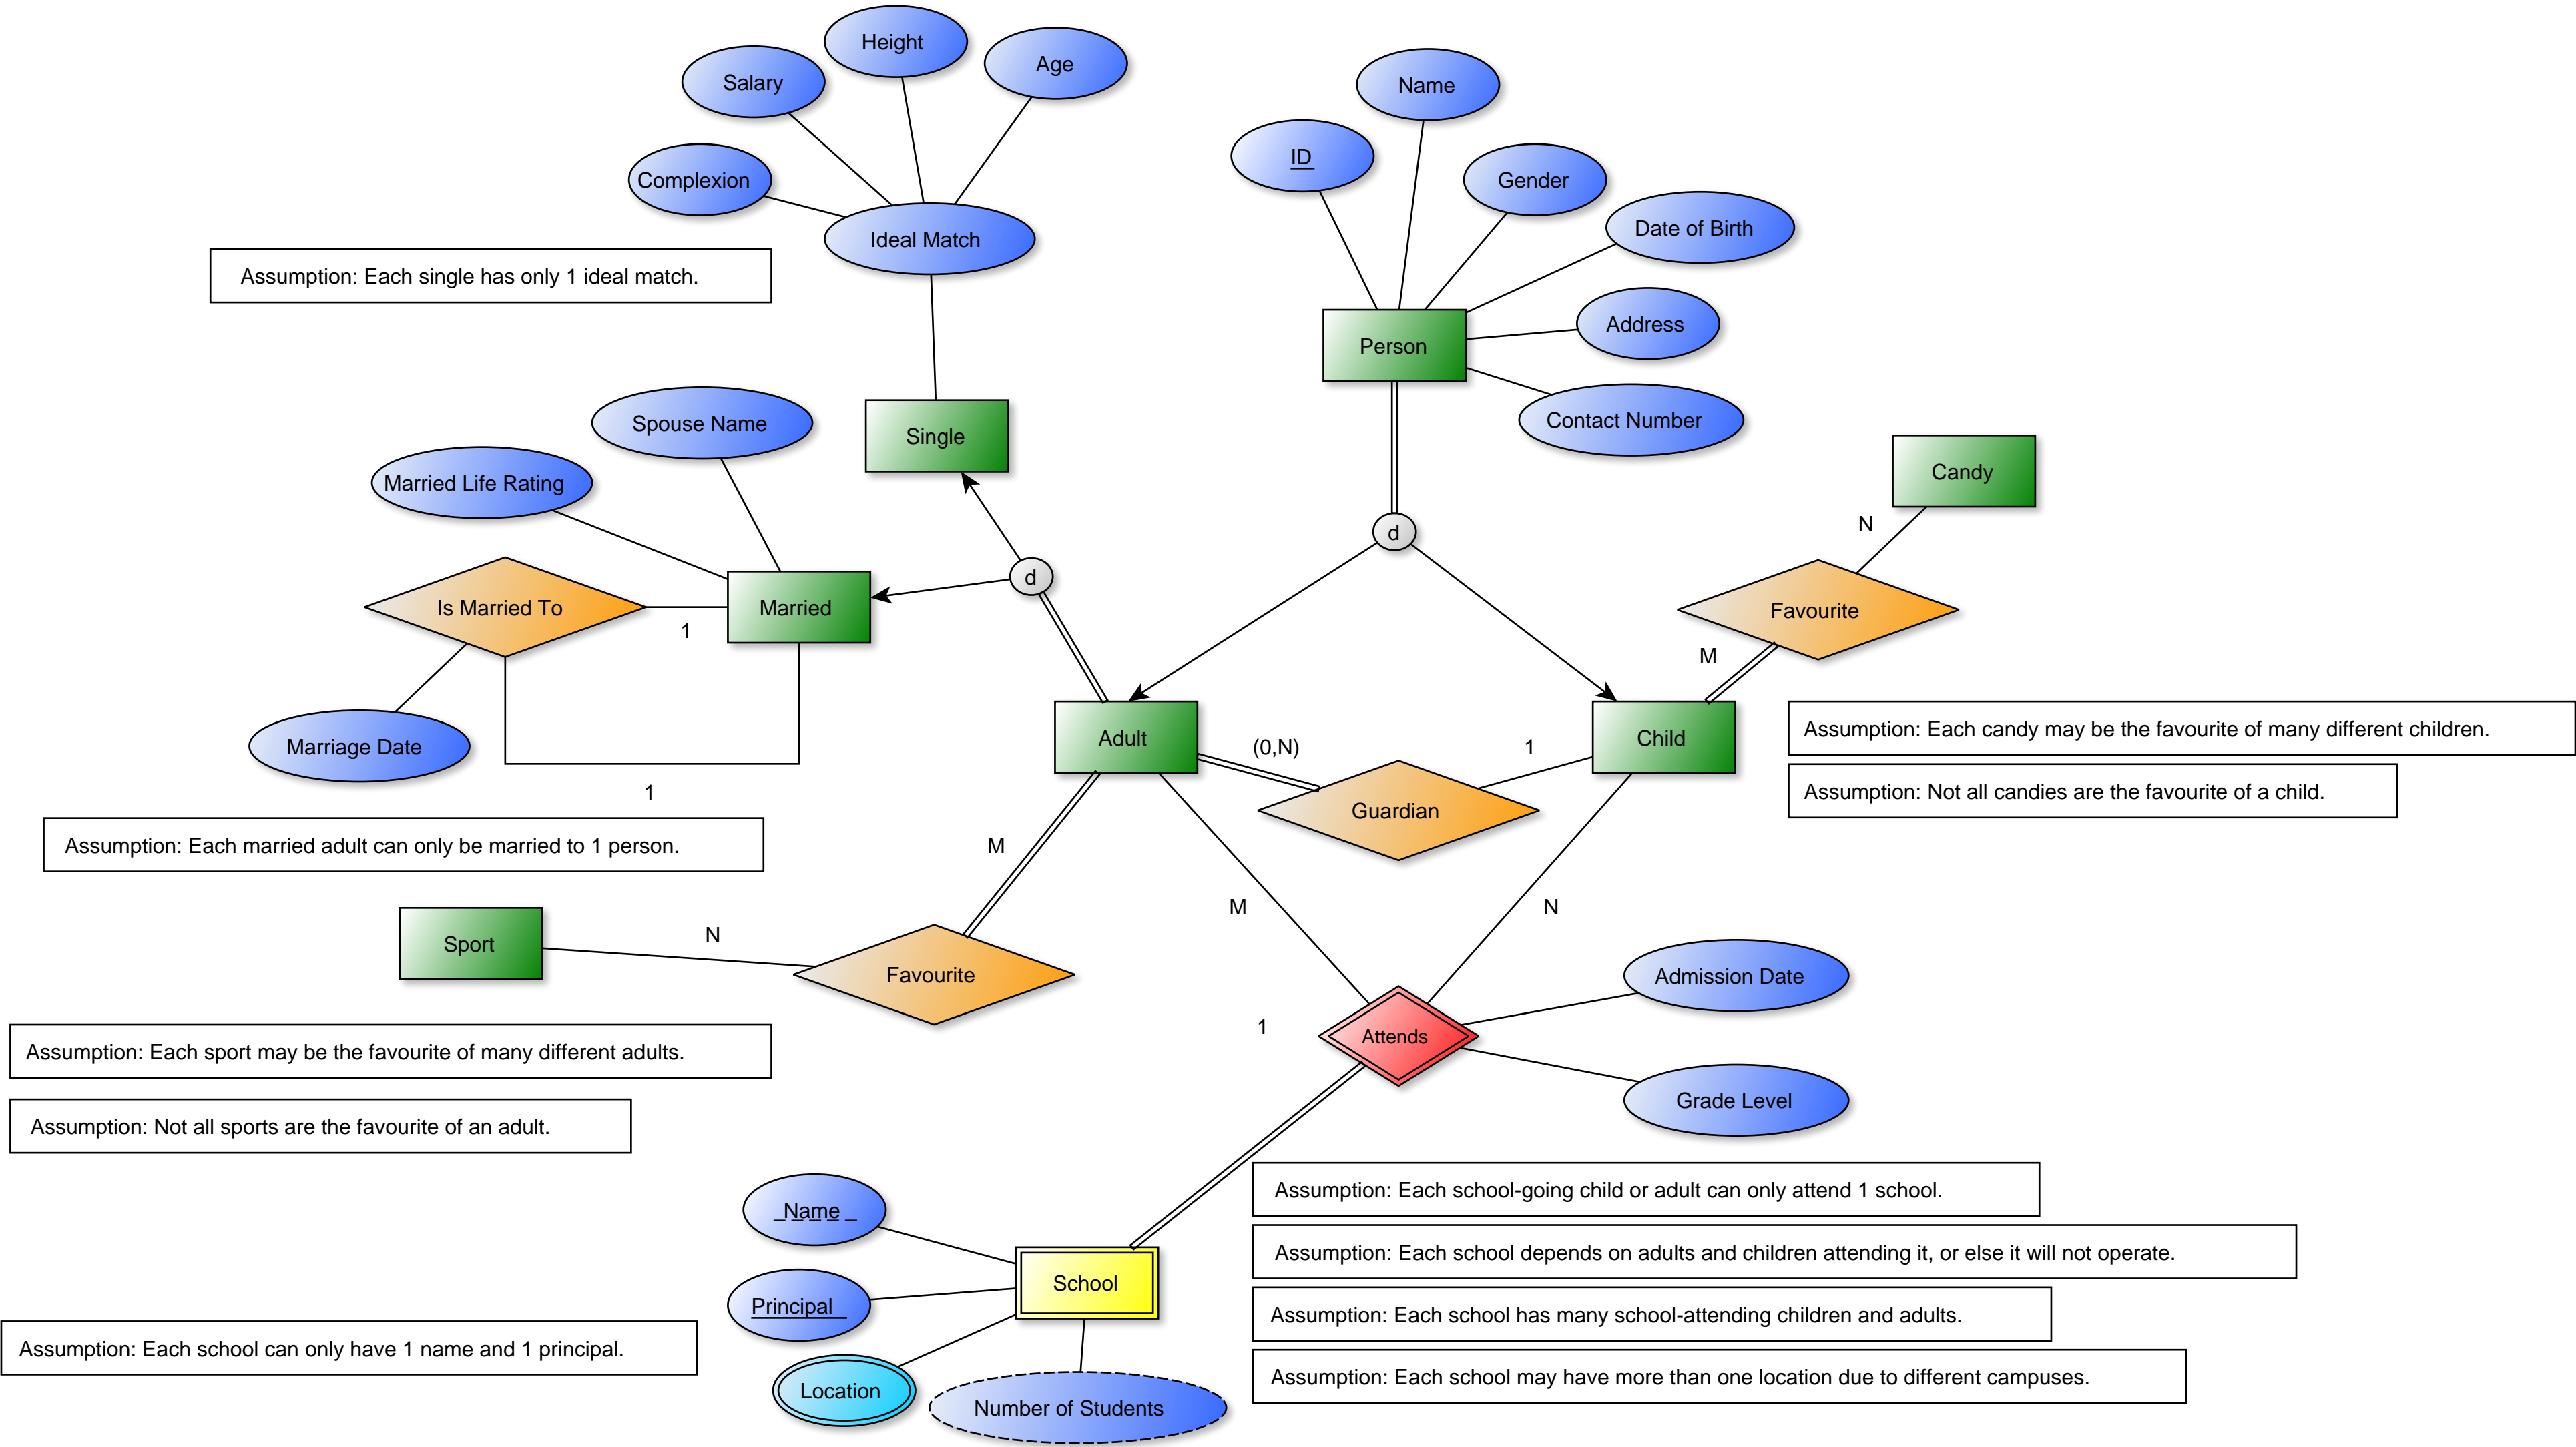 Height
Age
Salary
Name
ID
Complexion
Gender
Date of Birth
Ideal Match
Assumption: Each single has only 1 ideal match.
Address
Person
Contact Number
Spouse Name
Single
Candy
Married Life Rating
N
d
d
Is Married To
Married
Favourite
1
M
Marriage Date
Adult
(0,N)
1
Child
Assumption: Each candy may be the favourite of many different children.
1
Assumption: Not all candies are the favourite of a child.
Guardian
Assumption: Each married adult can only be married to 1 person.
M
M
N
Sport
N
Favourite
Admission Date
1
Attends
Assumption: Each sport may be the favourite of many different adults.
Grade Level
Assumption: Not all sports are the favourite of an adult.
Assumption: Each school-going child or adult can only attend 1 school.
Name
Assumption: Each school depends on adults and children attending it, or else it will not operate.
School
Principal
Assumption: Each school has many school-attending children and adults.
Assumption: Each school can only have 1 name and 1 principal.
Assumption: Each school may have more than one location due to different campuses.
Location
Number of Students